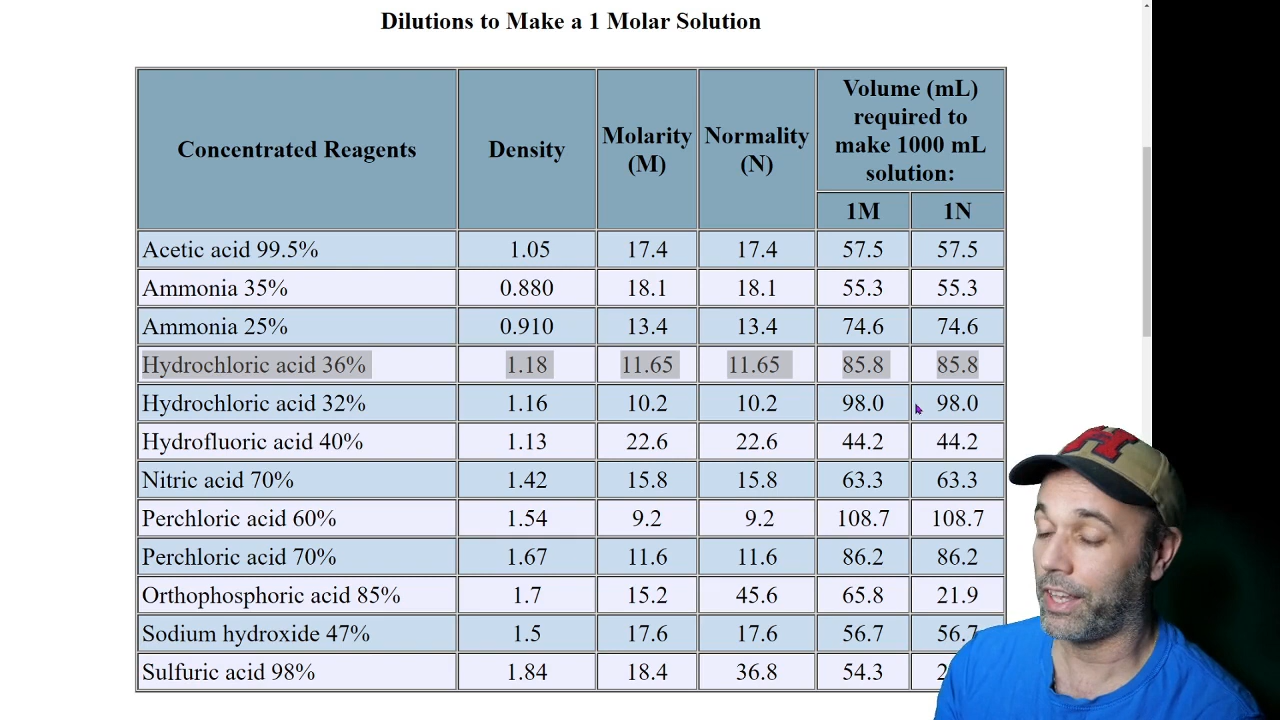 Dilutions to Make a 1 Molar Solution
Concentrated Reagents Density Molarity (M) Normality (N) Volume (mL) required to make 1000 mL solution:
1M 1N
Acetic acid 99.5% 1.05 17.4 17.4 57.5 57.5
Ammonia 35% 0.880 18.1 18.1 55.3 55.3
Ammonia 25% 0.910 13.4 13.4 74.6 74.6
Hydrochloric acid 36% 1.18 11.65 11.65 85.8 85.8
Hydrochloric acid 32% 1.16 10.2 10.2 98.0 98.0
Hydrofluoric acid 40% 1.13 22.6 22.6 44.2 44.2
Nitric acid 70% 1.42 15.8 15.8 63.3 63.3
Perchloric acid 60% 1.54 9.2 9.2 108.7 108.7
Perchloric acid 70% 1.67 11.6 11.6 86.2 86.2
Orthophosphoric acid 85% 1.7 15.2 45.6 65.8 21.9
Sodium hydroxide 47% 1.5 17.6 17.6 56.7 56.7
Sulfuric acid 98% 1.84 18.4 36.8 54.3
H